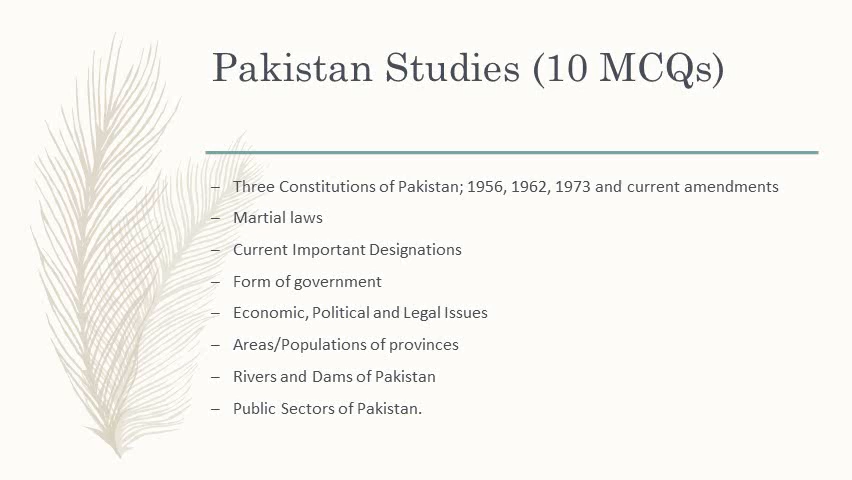 Pakistan Studies (10 MCQs)
– Three Constitutions of Pakistan; 1956, 1962, 1973 and current amendments
– Martial laws
– Current Important Designations
– Form of government
– Economic, Political and Legal Issues
– Areas/Populations of provinces
– Rivers and Dams of Pakistan
– Public Sectors of Pakistan.